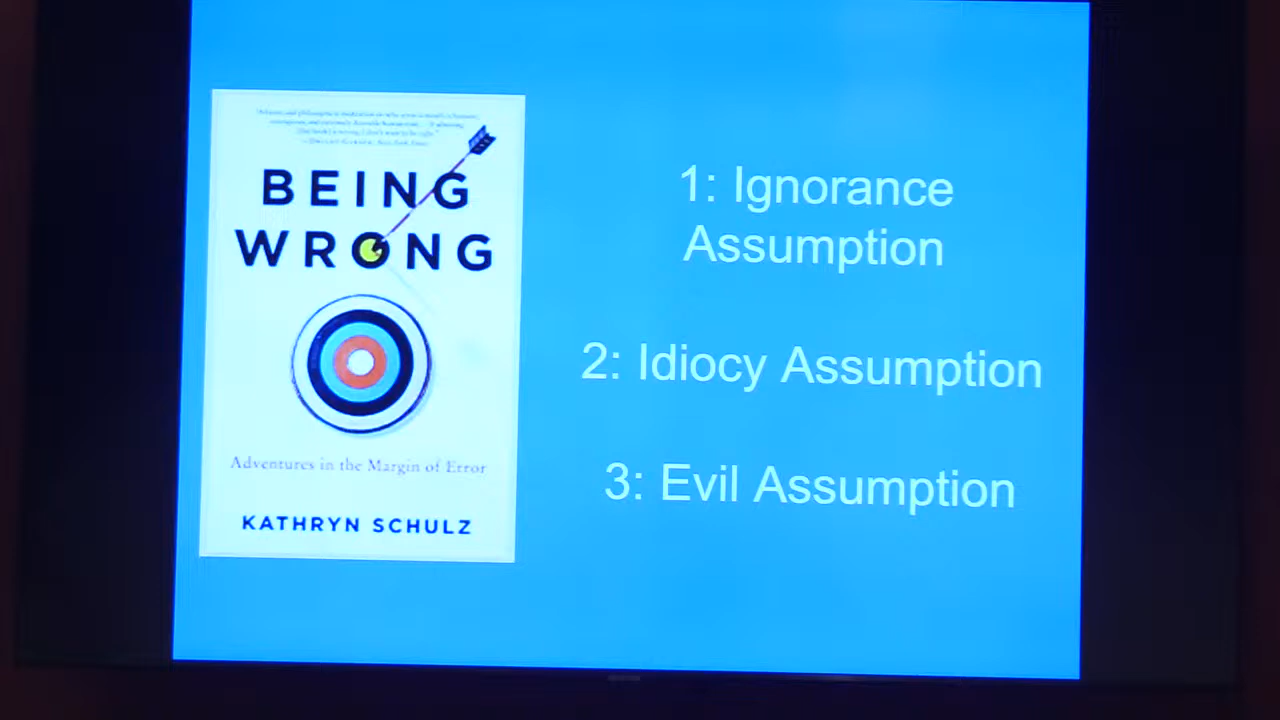 BEING
WRONG
Adventures in the Margin of Error
KATHRYN SCHULZ
1: Ignorance
Assumption
2: Idiocy Assumption
3: Evil Assumption